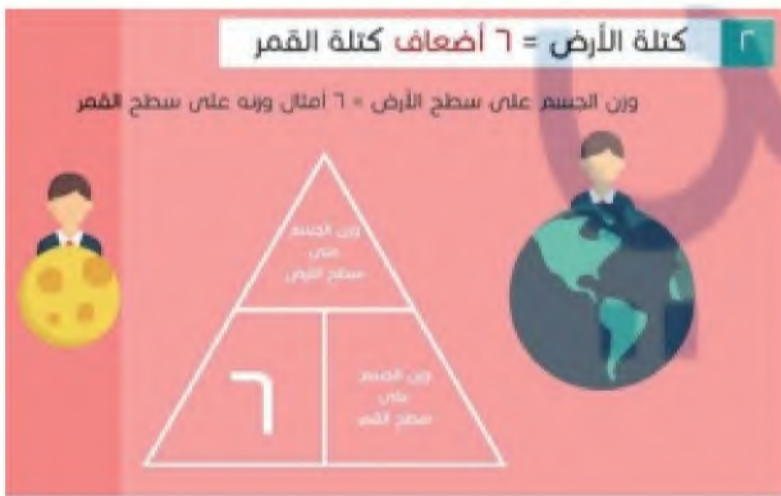 ٢ كتلة الأرض = ٦ أضعاف كتلة القمر
وزن الجسم على سطح الأرض = ٦ أمثال وزنه على سطح القمر
وزن الجسم
على
سطح الأرض
٦
وزن الجسم
على
سطح القمر